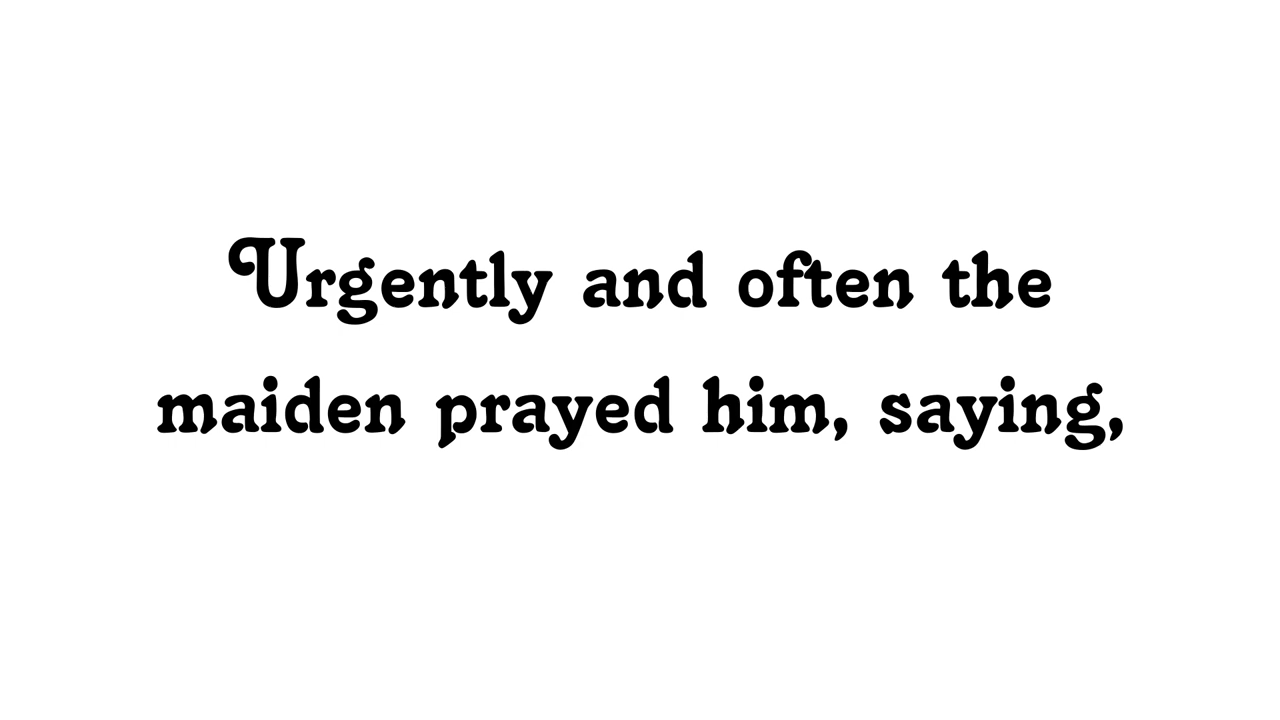 Urgently and often the
maiden prayed him, saying,